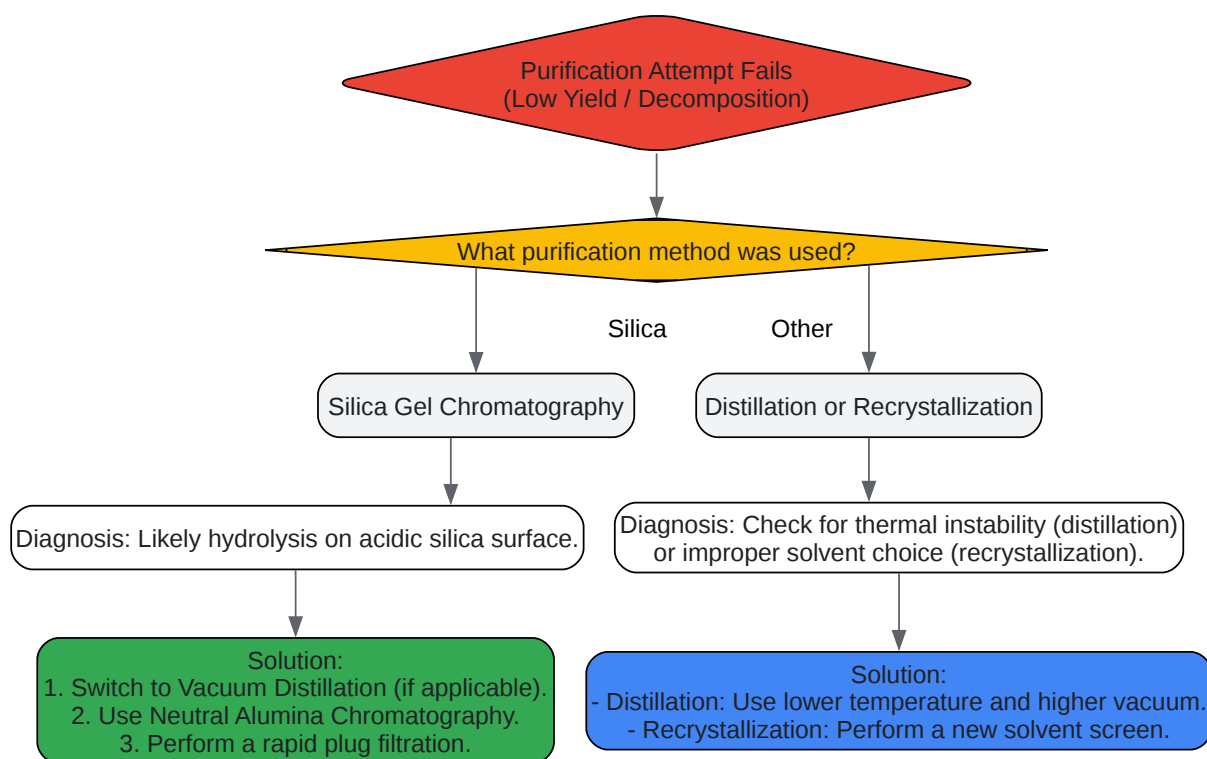 Purification Attempt Fails
(Low Yield / Decomposition)
What purification method was used?
Silica
Other
Silica Gel Chromatography
Distillation or Recrystallization
Diagnosis: Likely hydrolysis on acidic silica surface.
Diagnosis: Check for thermal instability (distillation)
or improper solvent choice (recrystallization).
Solution:
1. Switch to Vacuum Distillation (if applicable).
2. Use Neutral Alumina Chromatography.
3. Perform a rapid plug filtration.
Solution:
- Distillation: Use lower temperature and higher vacuum.
- Recrystallization: Perform a new solvent screen.